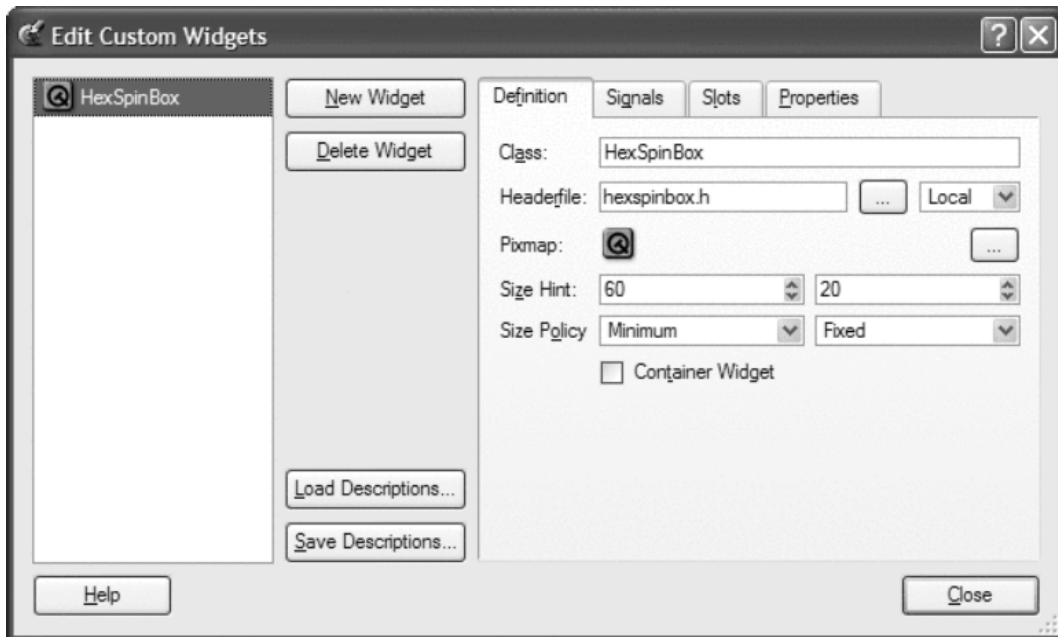 Edit Custom Widgets
HexSpinBox
New Widget
Delete Widget
Load Descriptions...
Save Descriptions...
Definition Signals Slots Properties
Class: HexSpinBox
Headerfile: hexspinbox.h ... Local
Pixmap: ...
Size Hint: 60 20
Size Policy Minimum Fixed
Container Widget
Help Close